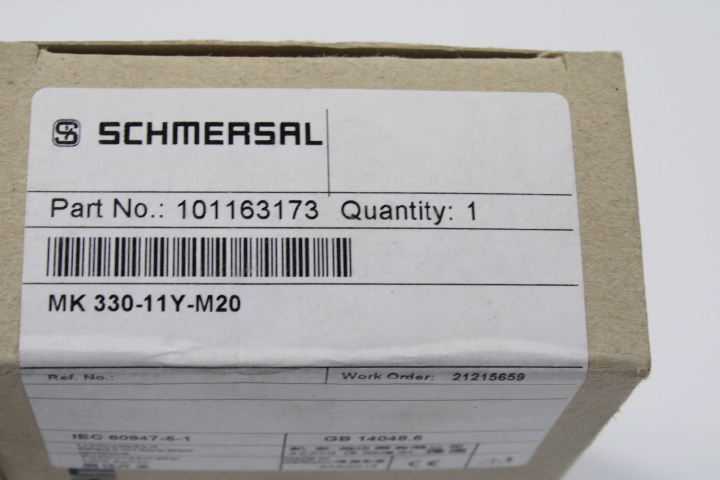 SCHMERSAL
Part No.: 101163173 Quantity: 1
MK 330-11Y-M20
Ref. No.: Work Order: 21215659
IEC 60947-5-1 GB 14048.5
CE